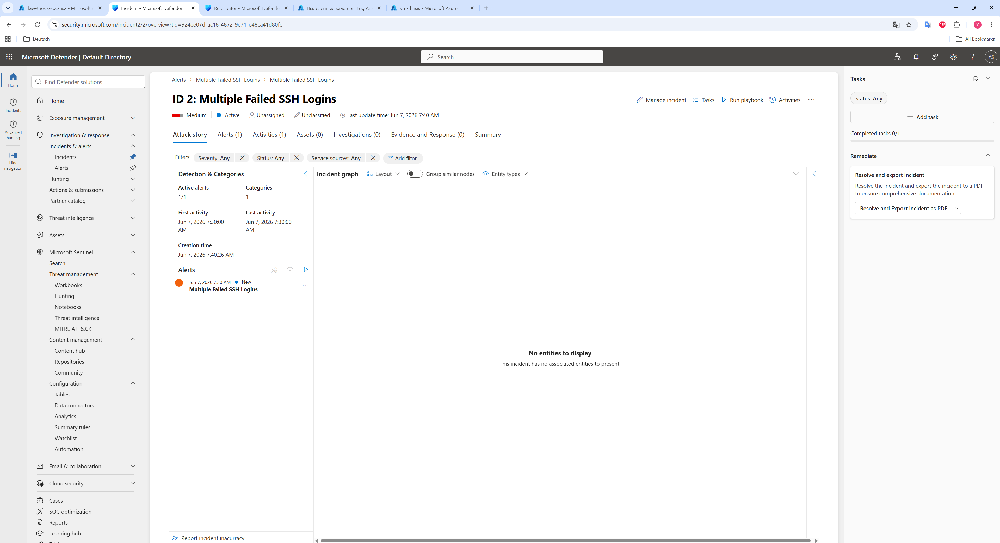 law-thesis-soc-us2 - Microsoft
Incident - Microsoft Defender
Rule Editor - Microsoft Defende
Выделенные кластеры Log An
vm-thesis - Microsoft Azure
security.microsoft.com/incident2/2/overview?tid=924ee07d-ac18-4872-9e71-e48ca41d80fc
ABP
Y
Deutsch
All Bookmarks
Microsoft Defender | Default Directory
Search
YS
Home
Incidents
Advanced
hunting
Hide
navigation
Find Defender solutions
Home
Exposure management
Investigation & response
Incidents & alerts
Incidents
Alerts
Hunting
Actions & submissions
Partner catalog
Threat intelligence
Assets
Microsoft Sentinel
Search
Threat management
Workbooks
Hunting
Notebooks
Threat intelligence
MITRE ATT&CK
Content management
Content hub
Repositories
Community
Configuration
Tables
Data connectors
Analytics
Summary rules
Watchlist
Automation
Email & collaboration
Cloud security
Cases
SOC optimization
Reports
Learning hub
Alerts > Multiple Failed SSH Logins > Multiple Failed SSH Logins
ID 2: Multiple Failed SSH Logins
Manage incident Tasks Run playbook Activities ...
Medium Active Unassigned Unclassified Last update time: Jun 7, 2026 7:40 AM
Attack story Alerts (1) Activities (1) Assets (0) Investigations (0) Evidence and Response (0) Summary
Filters: Severity: Any Status: Any Service sources: Any Add filter
Detection & Categories
Active alerts Categories
1/1 1
First activity Last activity
Jun 7, 2026 7:30:00 Jun 7, 2026 7:30:00
AM AM
Creation time
Jun 7, 2026 7:40:26 AM
Alerts
Jun 7, 2026 7:30 AM New
Multiple Failed SSH Logins
Report incident inacurracy
Incident graph Layout Group similar nodes Entity types
No entities to display
This incident has no associated entities to present.
Tasks
Status: Any
Add task
Completed tasks 0/1
Remediate
Resolve and export incident
Resolve the incident and export the incident to a PDF
to ensure comprehensive documentation.
Resolve and Export incident as PDF